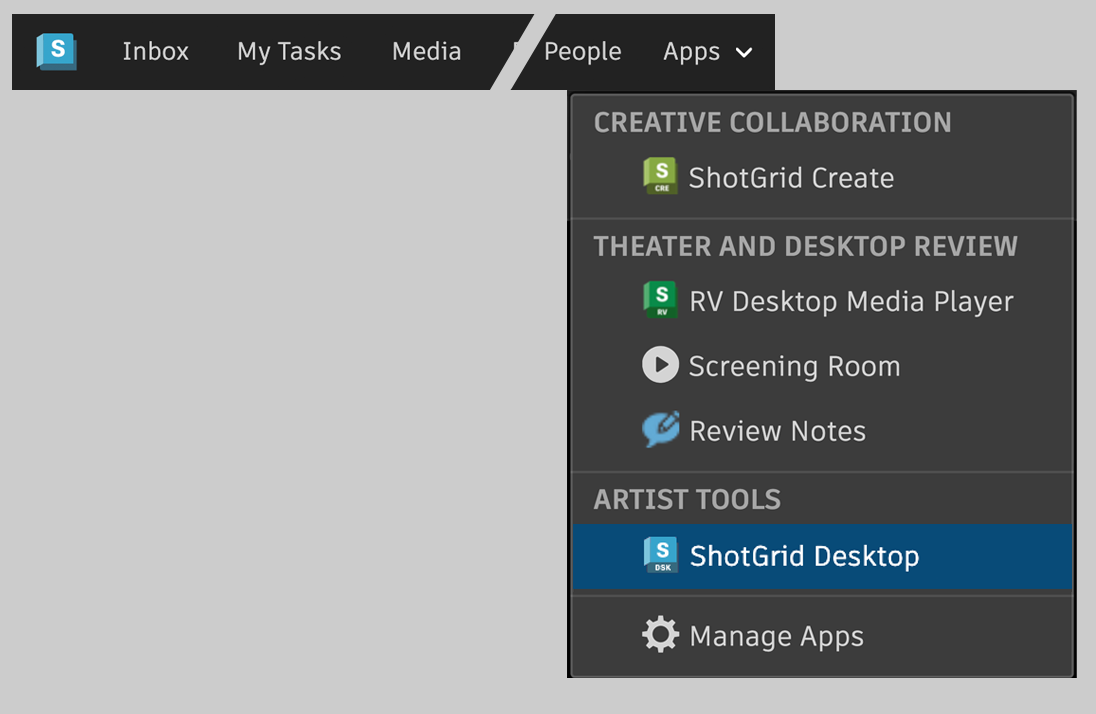 S Inbox My Tasks Media People Apps
CREATIVE COLLABORATION
S CRE ShotGrid Create
THEATER AND DESKTOP REVIEW
S RV RV Desktop Media Player
Screening Room
Review Notes
ARTIST TOOLS
S DSK ShotGrid Desktop
Manage Apps